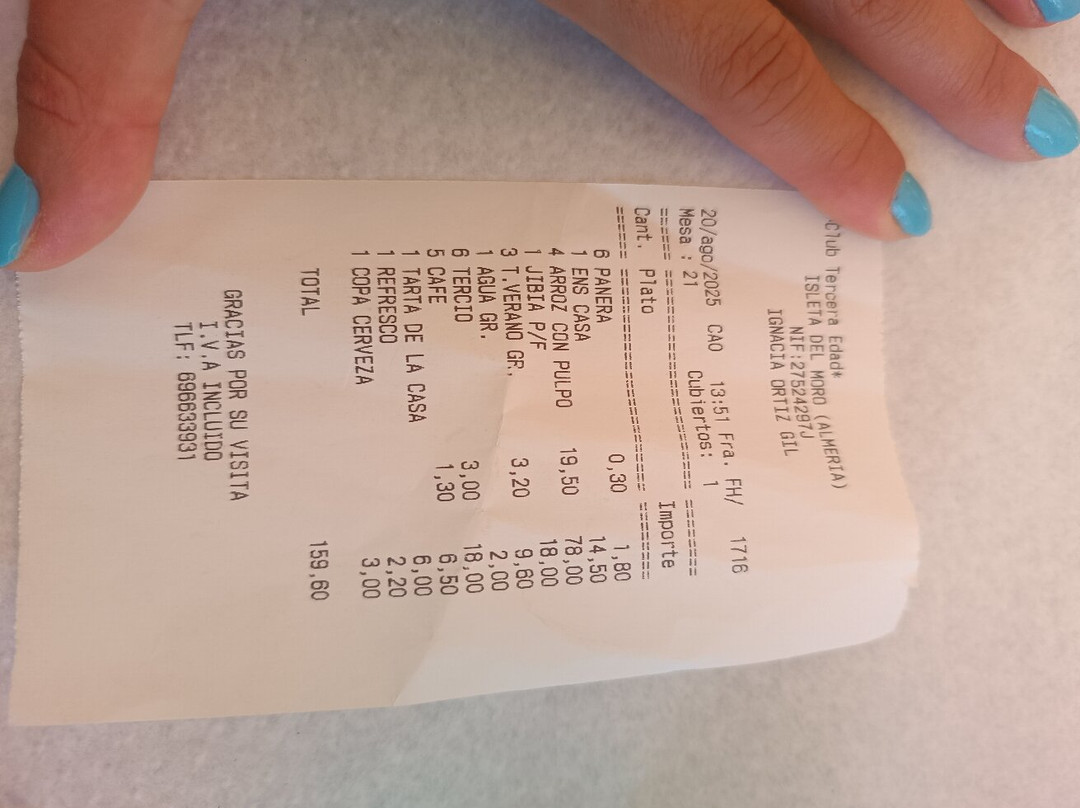 Club Tercera Edad*
ISLETA DEL MORO (ALMERIA)
NIF:27524297J
IGNACIA ORTIZ GIL
20/ago/2025 CAO 13:51 Fra. FH/ 1716
Mesa : 21 Cubiertos: 1
Cant. Plato Importe
6 PANERA 0,30 1,80
1 ENS CASA 14,50
4 ARROZ CON PULPO 19,50 78,00
1 JIBIA P/F 18,00
3 T.VERANO GR. 3,20 9,60
1 AGUA GR. 2,00
6 TERCIO 3,00 18,00
5 CAFE 1,30 6,50
1 TARTA DE LA CASA 6,00
1 REFRESCO 2,20
1 COPA CERVEZA 3,00
TOTAL 159,60
GRACIAS POR SU VISITA
I.V.A INCLUIDO
TLF: 696633931